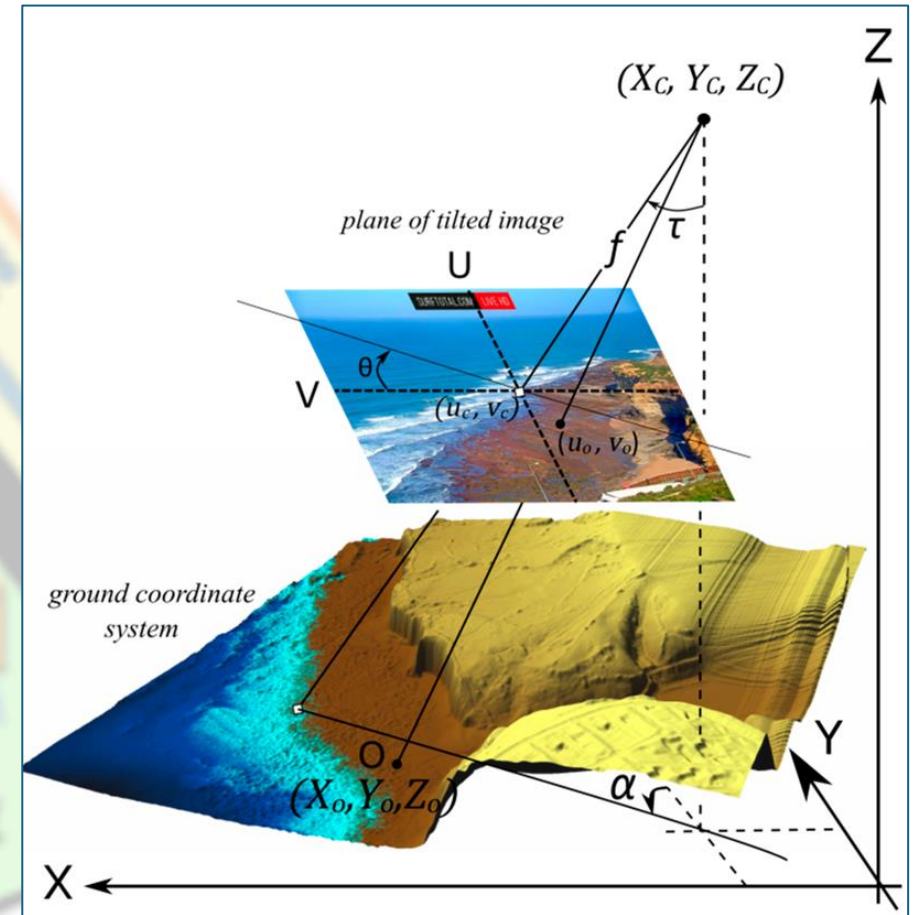 Z
(X_C, Y_C, Z_C)
plane of tilted image
τ
f
U
SURFTOTAL.COM LIVE HD
θ
V
(u_c, v_c)
(u_o, v_o)
ground coordinate
system
Y
O
(X_o, Y_o, Z_o)
α
X